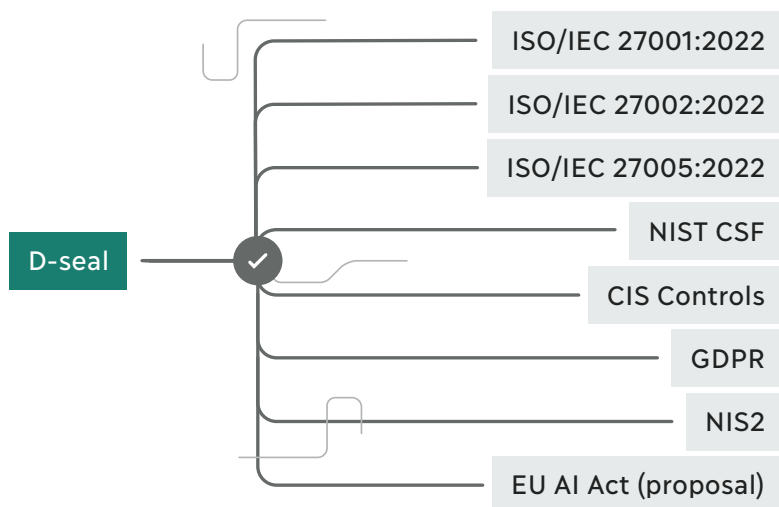 D-seal
ISO/IEC 27001:2022
ISO/IEC 27002:2022
ISO/IEC 27005:2022
NIST CSF
CIS Controls
GDPR
NIS2
EU AI Act (proposal)